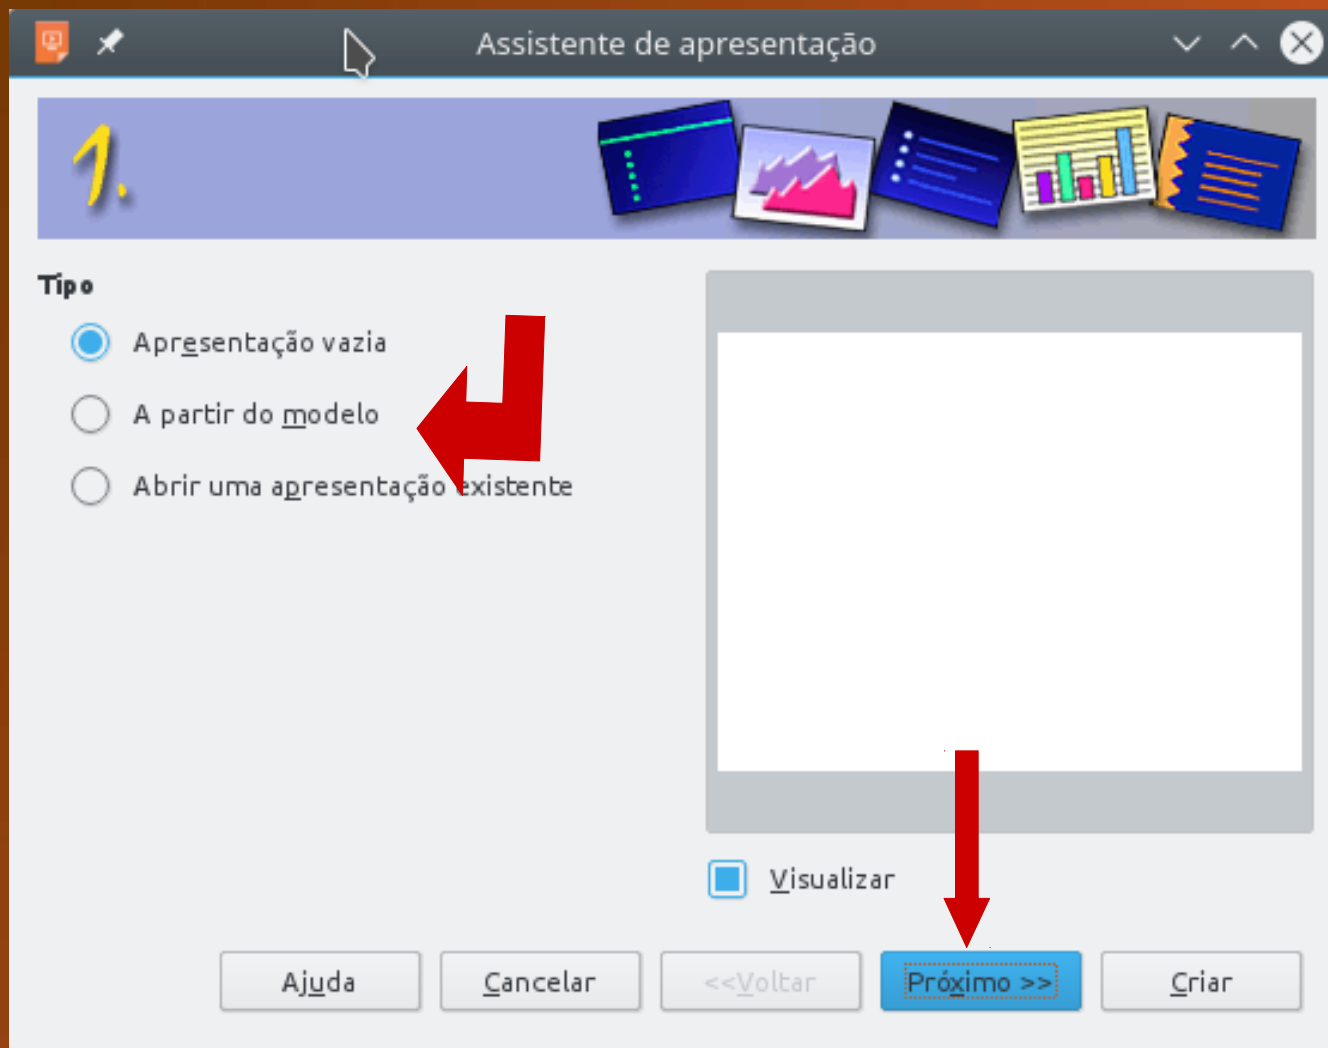 Assistente de apresentação
1.
Tipo
Apresentação vazia
A partir do modelo
Abrir uma apresentação existente
Visualizar
Ajuda
Cancelar
<<Voltar
Próximo >>
Criar